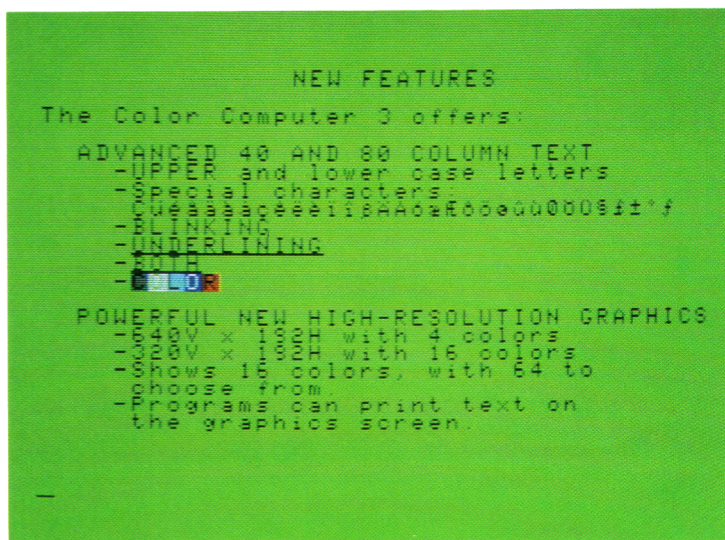 NEW FEATURES
The Color Computer 3 offers:
ADVANCED 40 AND 80 COLUMN TEXT
-UPPER and lower case letters
-Special characters:
-BLINKING
-UNDERLINING
-BOTH
-COLOR
POWERFUL NEW HIGH-RESOLUTION GRAPHICS
-640V x 192H with 4 colors
-320V x 192H with 16 colors
-Shows 16 colors, with 64 to
choose from.
-Programs can print text on
the graphics screen.